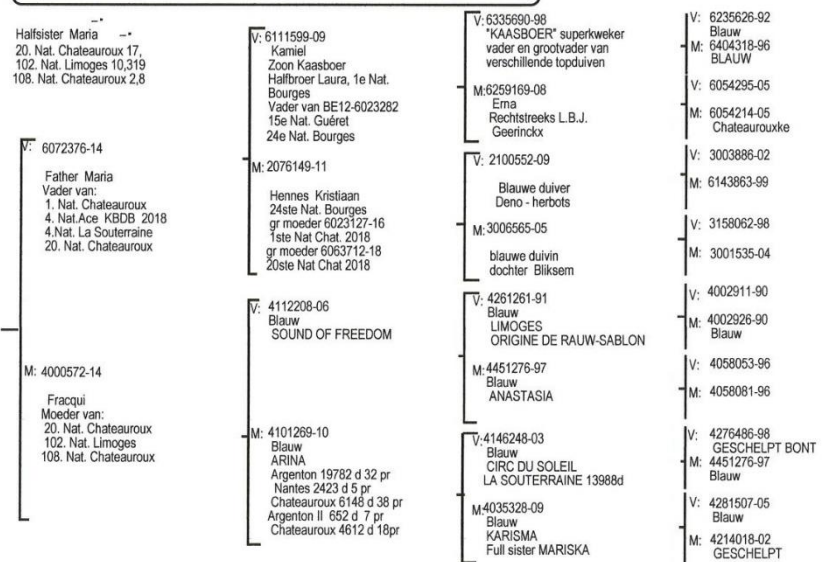 Halfsister Maria
20. Nat. Chateauroux 17,
102. Nat. Limoges 10,319
108. Nat. Chateauroux 2,8
V: 6072376-14
Father Maria
Vader van:
1. Nat. Chateauroux
4. Nat.Ace KBDB 2018
4.Nat. La Souterraine
20. Nat. Chateauroux
M: 4000572-14
Fracqui
Moeder van:
20. Nat. Chateauroux
102. Nat. Limoges
108. Nat. Chateauroux
V: 6111599-09
Kamiel
Zoon Kaasboer
Halfbroer Laura, 1e Nat.
Bourges
Vader van BE12-6023282
15e Nat. Guéret
24e Nat. Bourges
M: 2076149-11
Hennes Kristiaan
24ste Nat. Bourges
gr moeder 6023127-16
1ste Nat Chat. 2018
gr moeder 6063712-18
20ste Nat Chat 2018
V: 4112208-06
Blauw
SOUND OF FREEDOM
M: 4101269-10
Blauw
ARINA
Argenton 19782 d 32 pr
Nantes 2423 d 5 pr
Chateauroux 6148 d 38 pr
Argenton II 652 d 7 pr
Chateauroux 4612 d 18pr
V: 6335690-98
"KAASBOER" superkweker
vader en grootvader van
verschillende topduiven
M:6259169-08
Erna
Rechtstreeks L.B.J.
Geerinckx
V: 2100552-09
Blauwe duiver
Deno - herbots
M:3006565-05
blauwe duivin
dochter Bliksem
V: 4261261-91
Blauw
LIMOGES
ORIGINE DE RAUW-SABLON
M:4451276-97
Blauw
ANASTASIA
V:4146248-03
Blauw
CIRC DU SOLEIL
LA SOUTERRAINE 13988d
M:4035328-09
Blauw
KARISMA
Full sister MARISKA
V: 6235626-92
Blauw
M: 6404318-96
BLAUW
V: 6054295-05
M: 6054214-05
Chateaurouxke
V: 3003886-02
M: 6143863-99
V: 3158062-98
M: 3001535-04
V: 4002911-90
M: 4002926-90
Blauw
V: 4058053-96
M: 4058081-96
V: 4276486-98
GESCHELPT BONT
M: 4451276-97
Blauw
V: 4281507-05
Blauw
M: 4214018-02
GESCHELPT